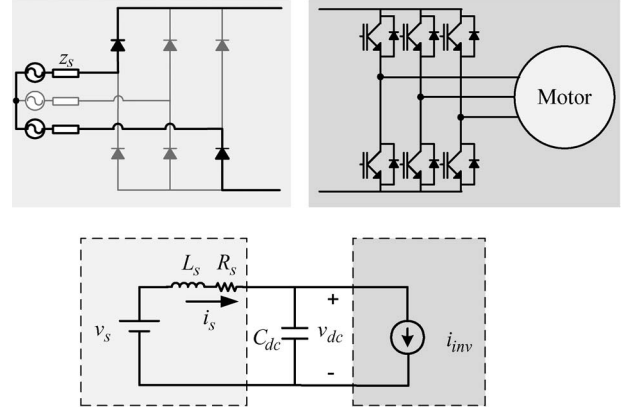 z_s
Motor
L_s R_s
i_s
v_s
C_dc
+
v_dc
-
i_inv